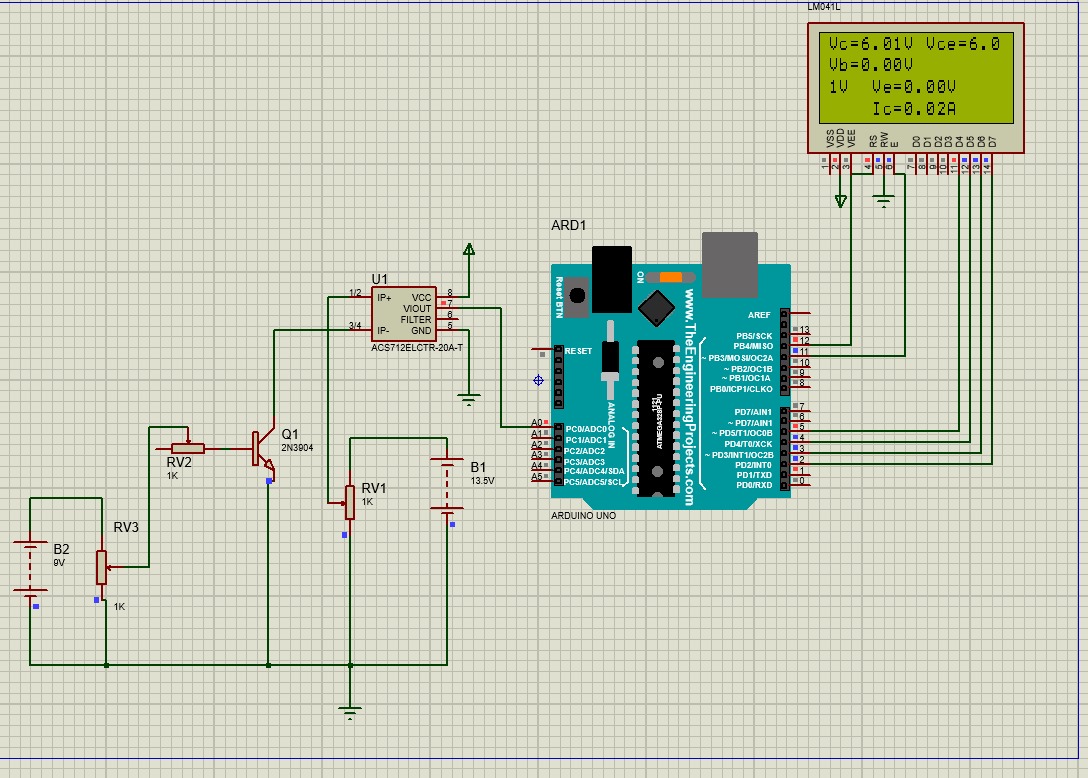 LM041L
Vc=6.01V Vce=6.0
Vb=0.00V
1V Ve=0.00V
Ic=0.02A
VSS VDD VEE RS RW E D0 D1 D2 D3 D4 D5 D6 D7
1 2 3 4 5 6 7 8 9 10 11 12 13 14
ARD1
Reset BTN
ON
www.TheEngineeringProjects.com
RESET
ANALOG IN
ATMEGA328P-PU
1121
AREF
PB5/SCK 13
PB4/MISO 12
~ PB3/MOSI/OC2A 11
~ PB2/OC1B 10
~ PB1/OC1A 9
PB0/ICP1/CLKO 8
PD7/AIN1 7
~ PD7/AIN1 6
~ PD5/T1/OC0B 5
PD4/T0/XCK 4
~ PD3/INT1/OC2B 3
PD2/INT0 2
PD1/TXD 1
PD0/RXD 0
A0 PC0/ADC0
A1 PC1/ADC1
A2 PC2/ADC2
A3 PC3/ADC3
A4 PC4/ADC4/SDA
A5 PC5/ADC5/SCL
ARDUINO UNO
U1
1/2 IP+ VCC 8
VIOUT 7
FILTER 6
3/4 IP- GND 5
ACS712ELCTR-20A-T
Q1
2N3904
RV2
1K
RV1
1K
B1
13.5V
RV3
1K
B2
9V